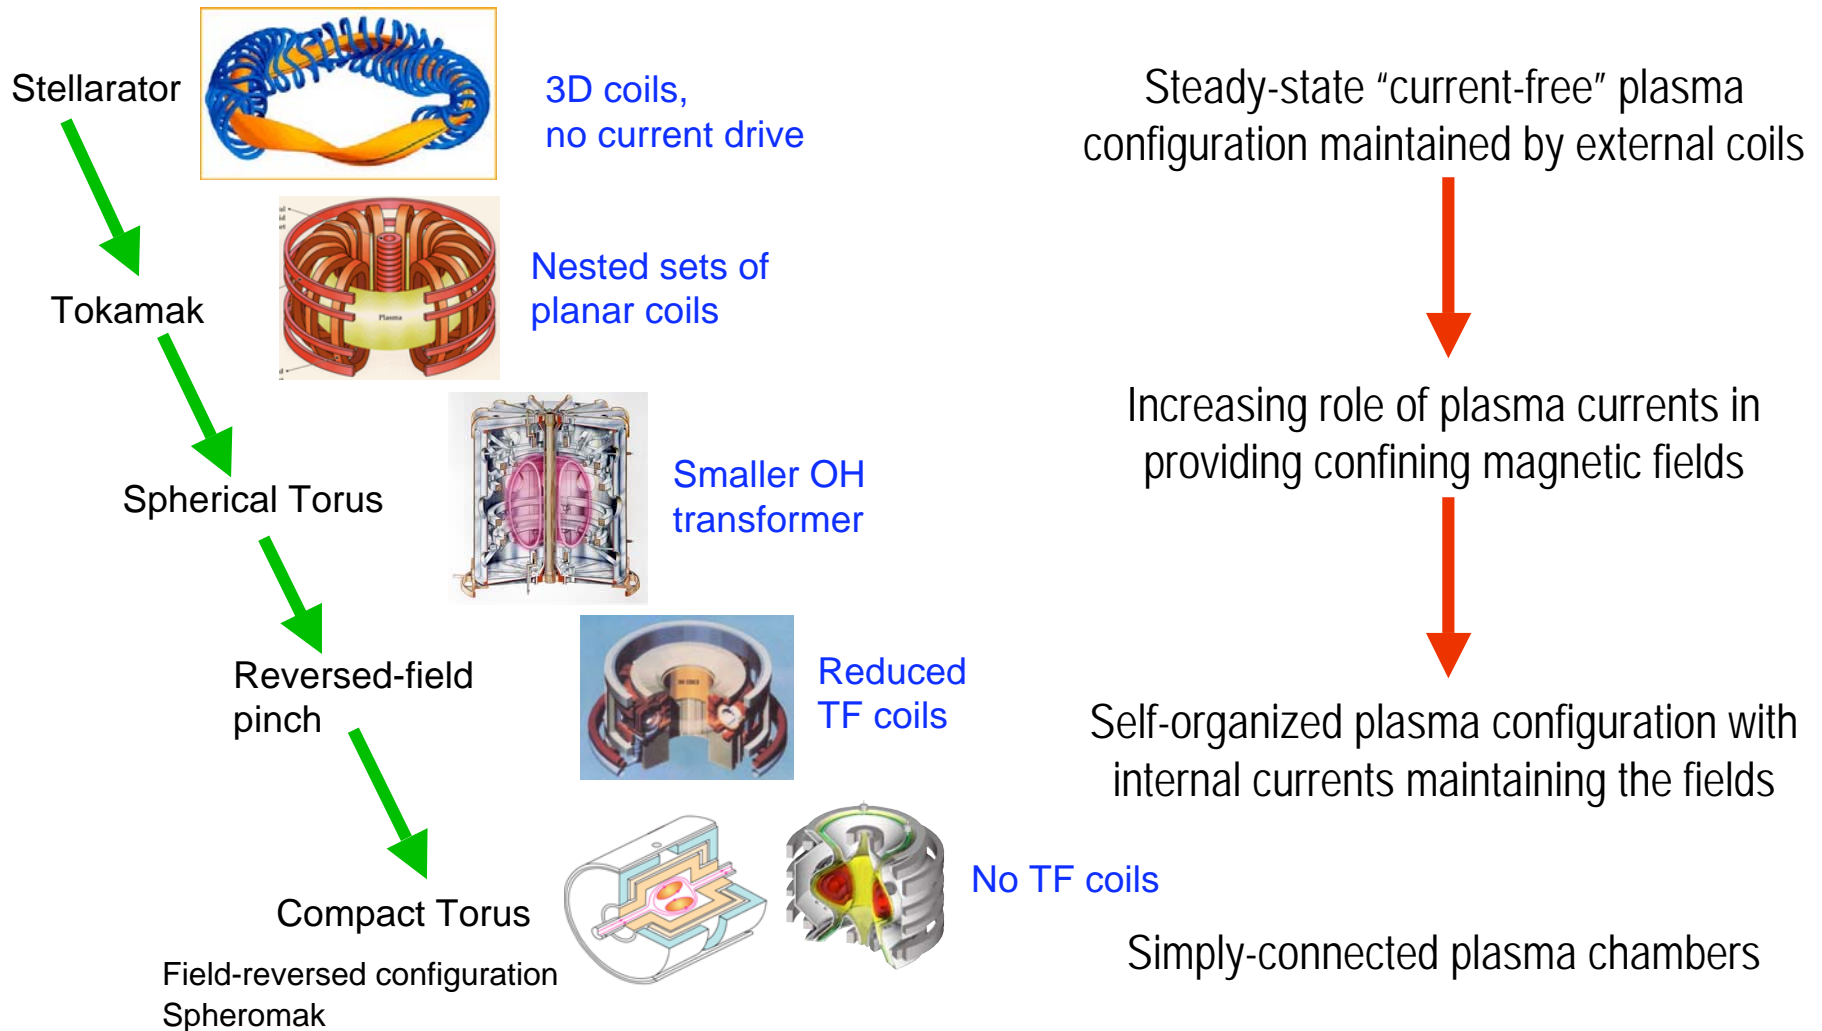 Stellarator
3D coils,
no current drive
Steady-state “current-free” plasma
configuration maintained by external coils
Tokamak
Plasma
Nested sets of
planar coils
Increasing role of plasma currents in
providing confining magnetic fields
Spherical Torus
Smaller OH
transformer
Reversed-field
pinch
Reduced
TF coils
Self-organized plasma configuration with
internal currents maintaining the fields
Compact Torus
No TF coils
Field-reversed configuration
Spheromak
Simply-connected plasma chambers